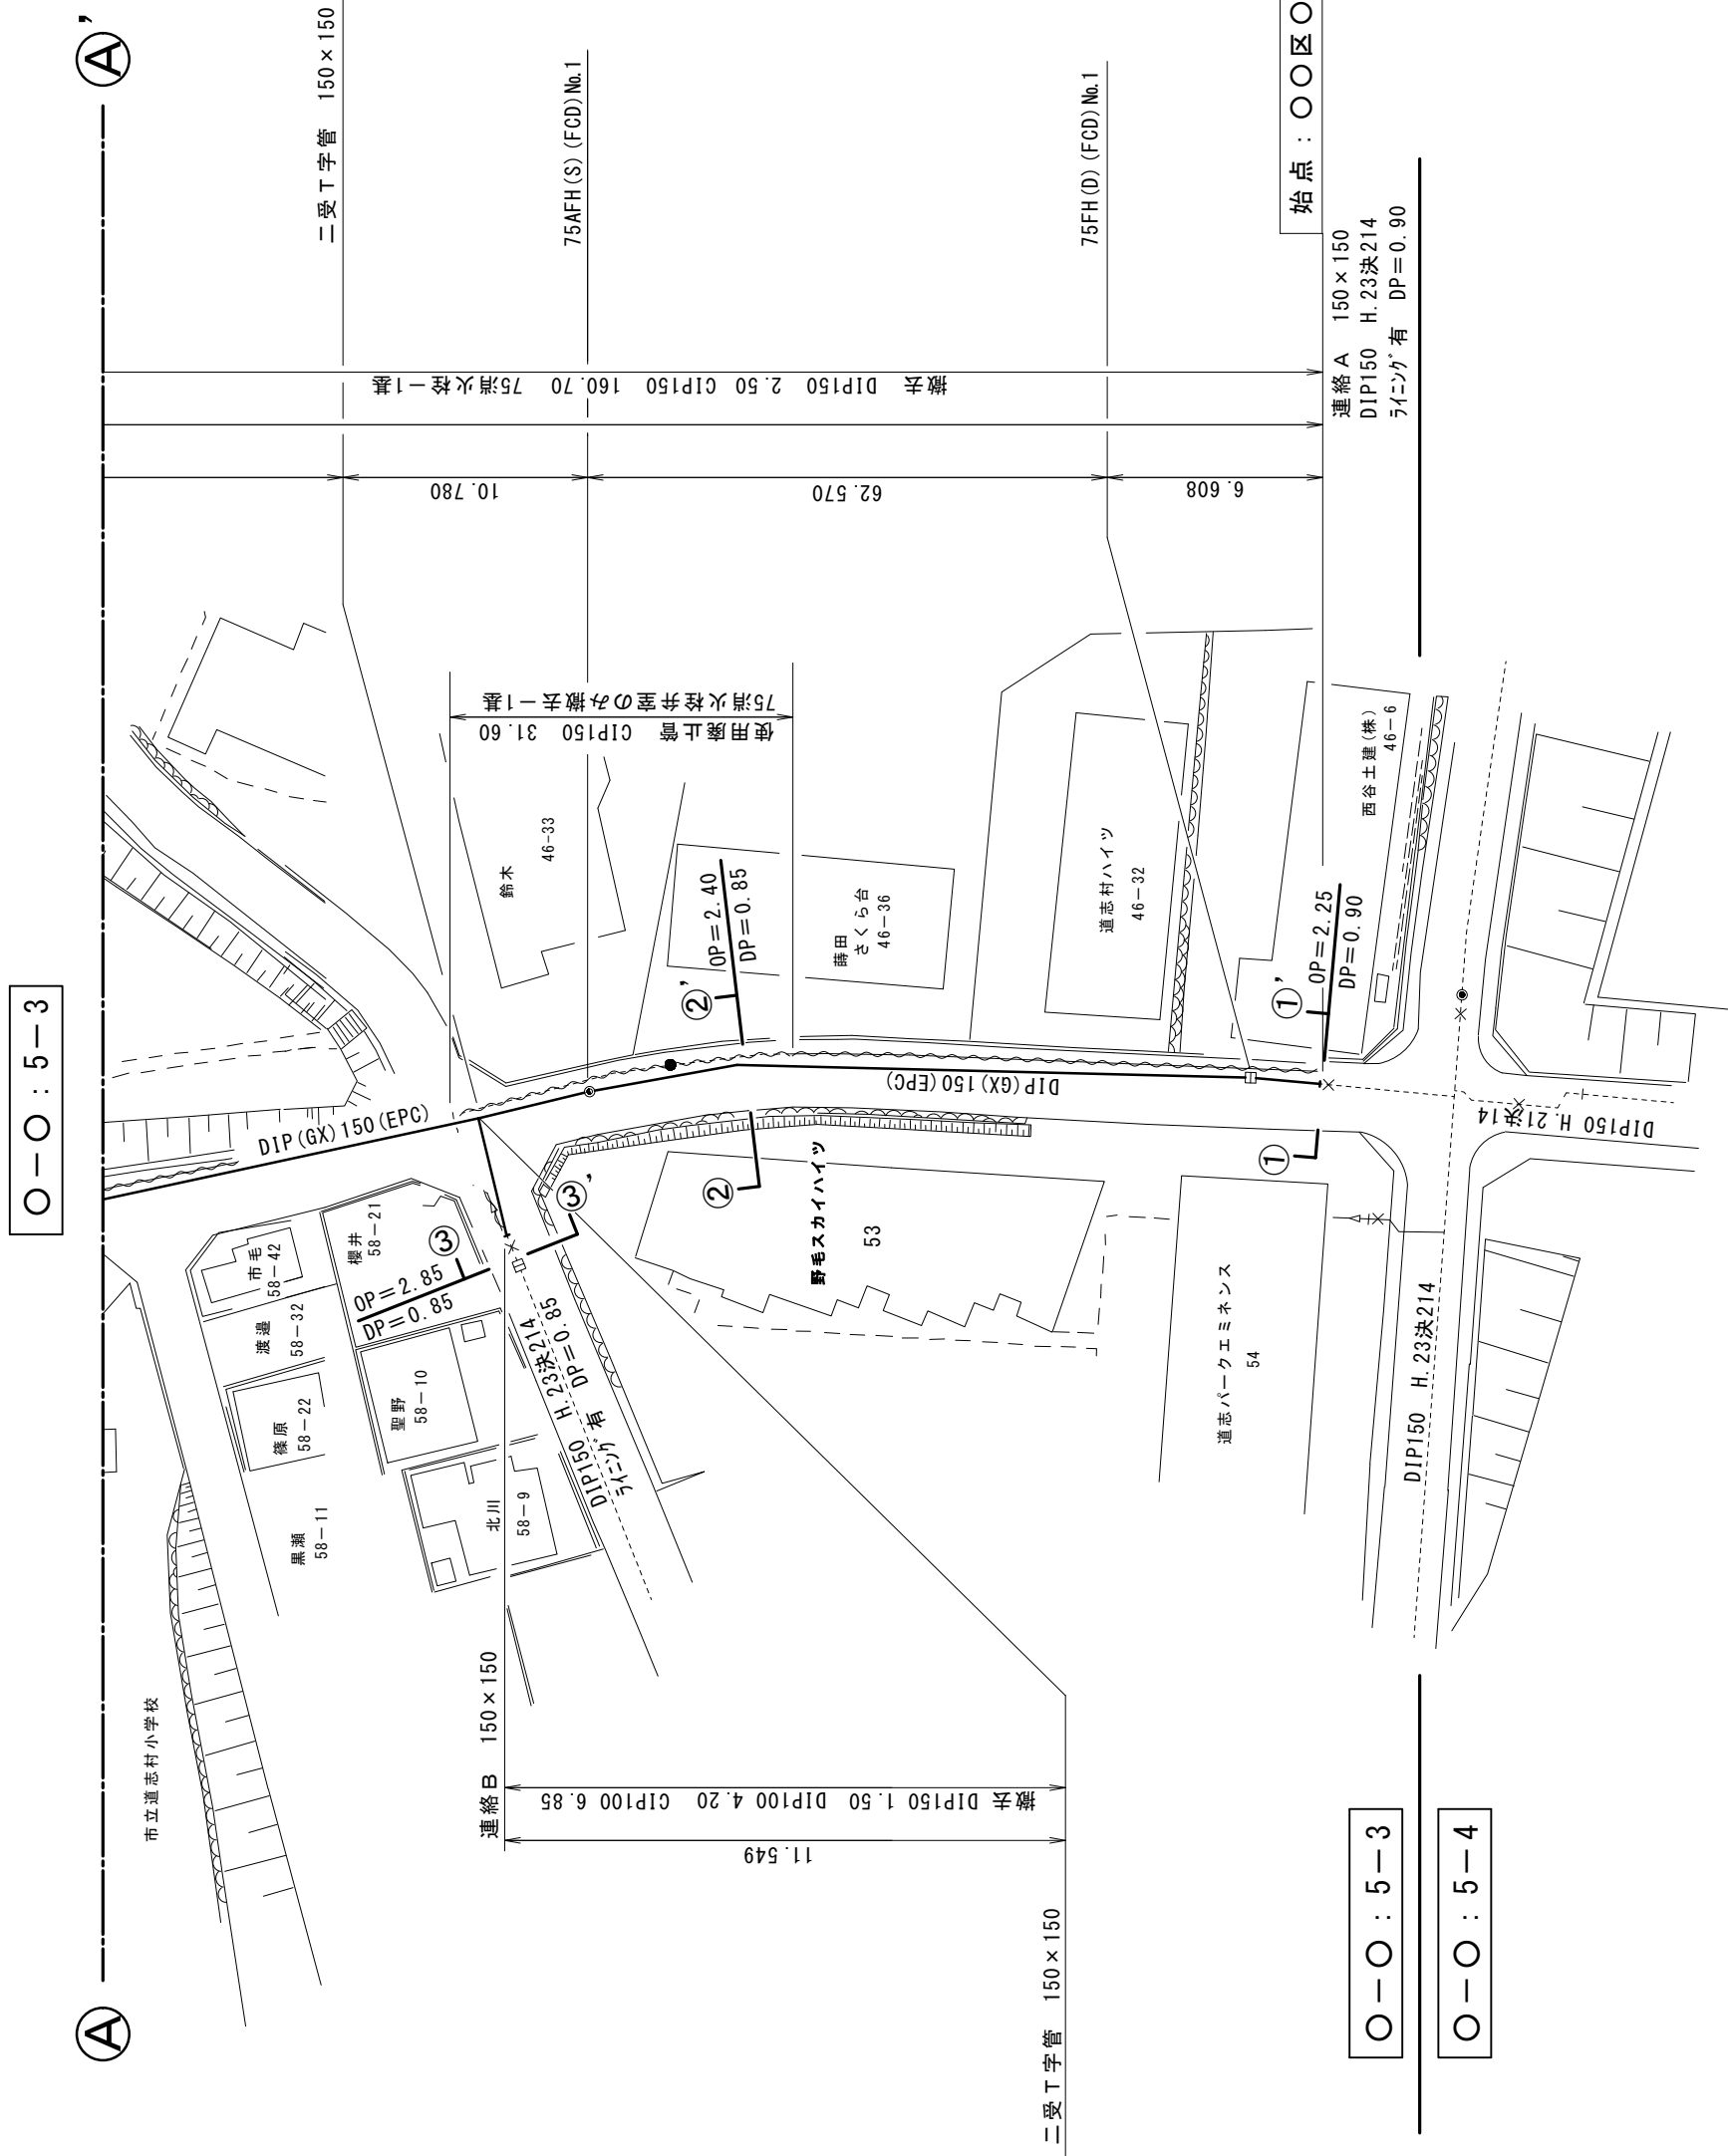 ○－○：5－3
Ａ’
Ａ
二受Ｔ字管　150×150
75AFH(S)(FCD)No.1
75FH(D)(FCD)No.1
始点：○○区○
連絡Ａ　150×150
DIP150　H.23決214
ﾗｲﾆﾝｸﾞ有　DP＝0.90
撤去　DIP150　2.50　CIP150　160.70　75消火栓－1基
10.780
62.570
6.608
使用廃止管　CIP150　31.60
75消火栓弁室のみ撤去－1基
鈴木
46－33
蒔田
さくら台
46－36
道志村ハイツ
46－32
西谷土建(株)
46－6
OP＝2.40
DP＝0.85
②’
②
OP＝2.25
DP＝0.90
①’
①
DIP(GX)150(EPC)
DIP(GX)150(EPC)
DIP150 H.21決14
DIP150　H.23決214
市毛
58－42
櫻井
58－21
渡邉
58－32
篠原
58－22
聖野
58－10
黒瀬
58－11
北川
58－9
OP＝2.85
DP＝0.85
③
③’
DIP150　H.23決214
ﾗｲﾆﾝｸﾞ有　DP＝0.85
野毛スカイハイツ
53
道志パークエミネンス
54
市立道志村小学校
連絡Ｂ　150×150
撤去 DIP150 1.50　DIP100 4.20　CIP100 6.85
11.549
二受Ｔ字管　150×150
○－○：5－3
○－○：5－4